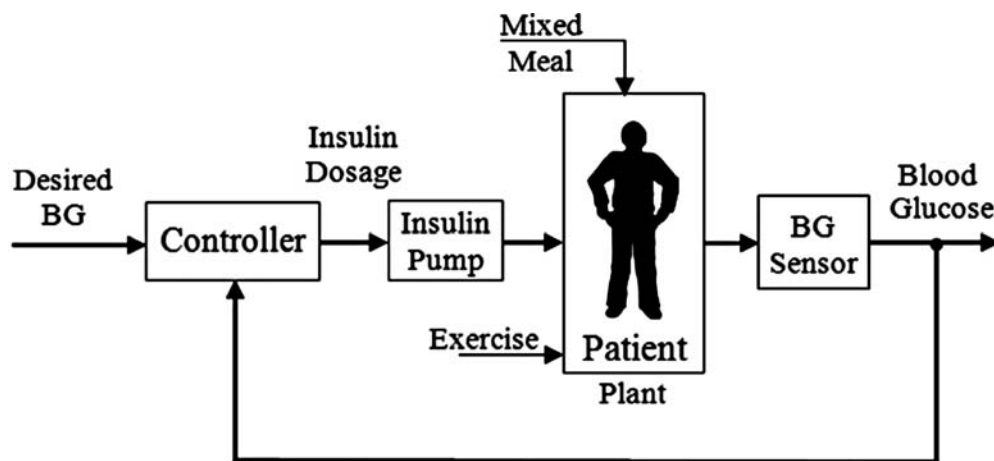 Mixed
Meal
Insulin
Dosage
Desired
BG
Controller
Insulin
Pump
Exercise
Patient
Plant
BG
Sensor
Blood
Glucose